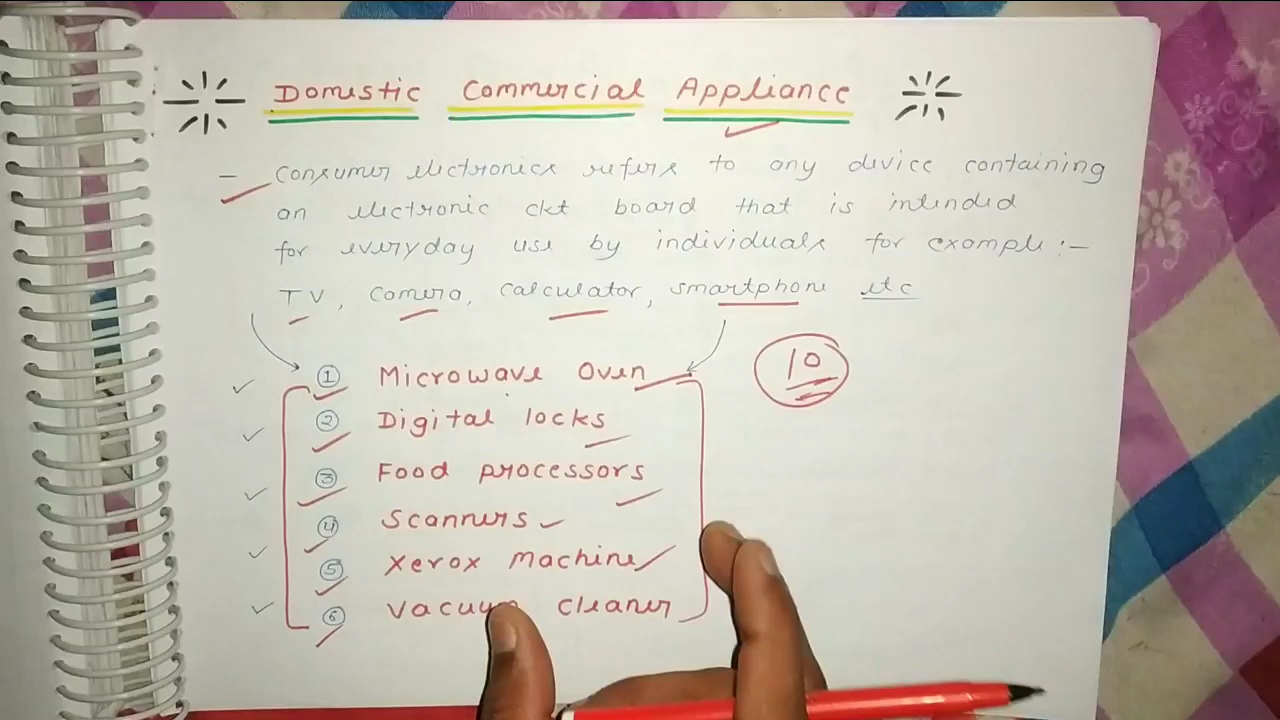 Domestic Commercial Appliance
- Consumer electronics refers to any device containing
an electronic ckt board that is intended
for everyday use by individuals for example :-
TV, Camera, Calculator, smartphone etc
① Microwave Oven
10
② Digital locks
③ Food processors
④ Scanners
⑤ Xerox Machine
⑥ Vacuum Cleaner